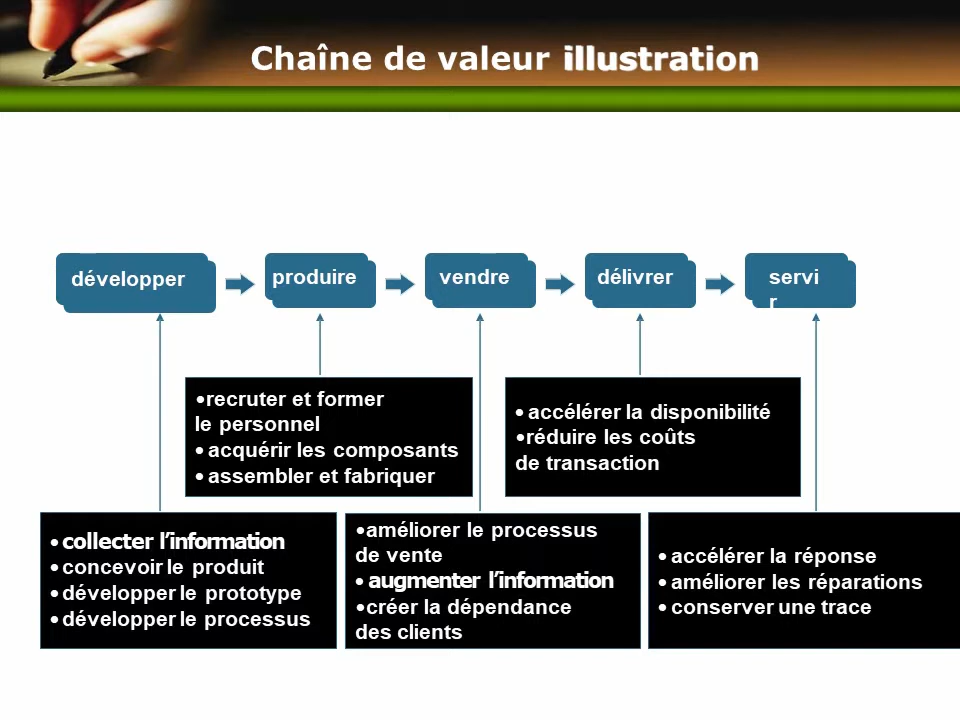 Chaîne de valeur illustration
développer
produire
vendre
délivrer
servi
r
•recruter et former
le personnel
• acquérir les composants
• assembler et fabriquer
• accélérer la disponibilité
•réduire les coûts
de transaction
• collecter l’information
• concevoir le produit
• développer le prototype
• développer le processus
•améliorer le processus
de vente
• augmenter l’information
•créer la dépendance
des clients
• accélérer la réponse
• améliorer les réparations
• conserver une trace